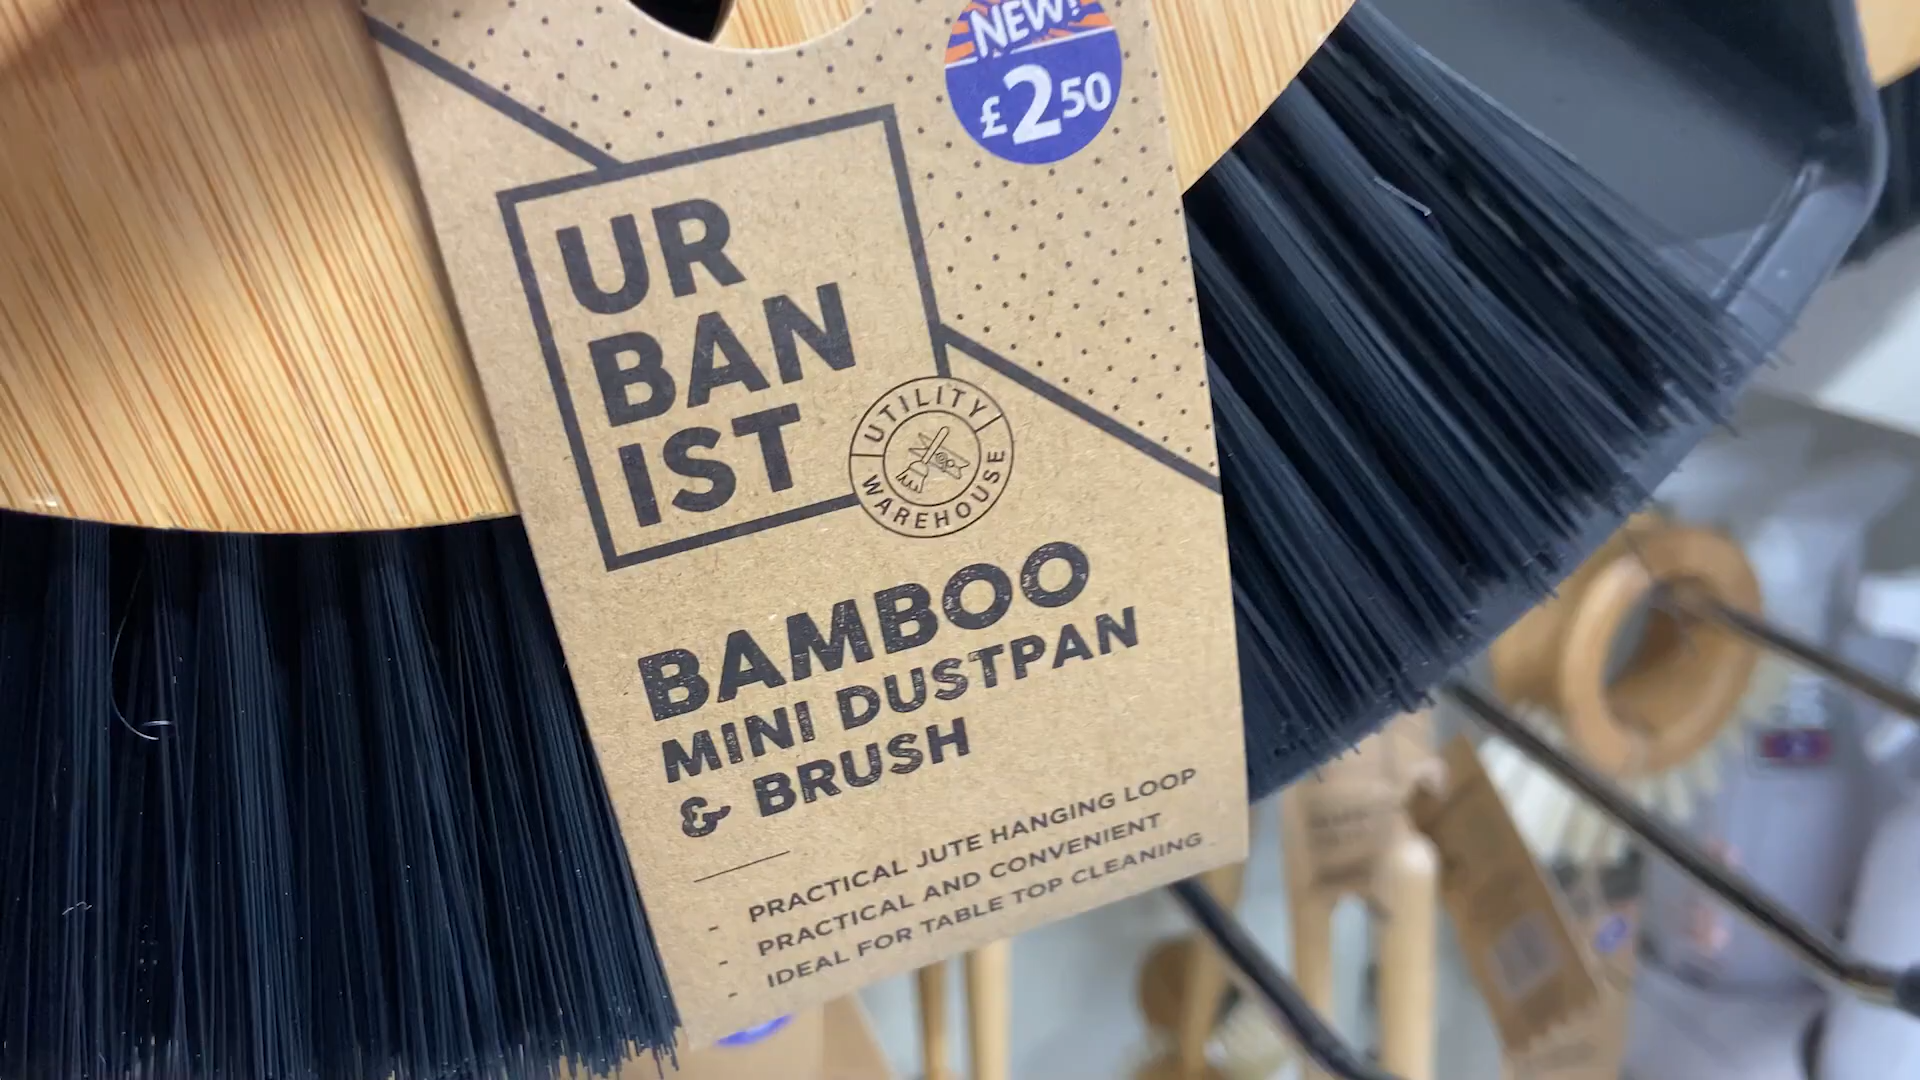 NEW!
£2.50
UR
BAN
IST
UTILITY
WAREHOUSE
BAMBOO
MINI DUSTPAN
& BRUSH
- PRACTICAL JUTE HANGING LOOP
- PRACTICAL AND CONVENIENT
- IDEAL FOR TABLE TOP CLEANING